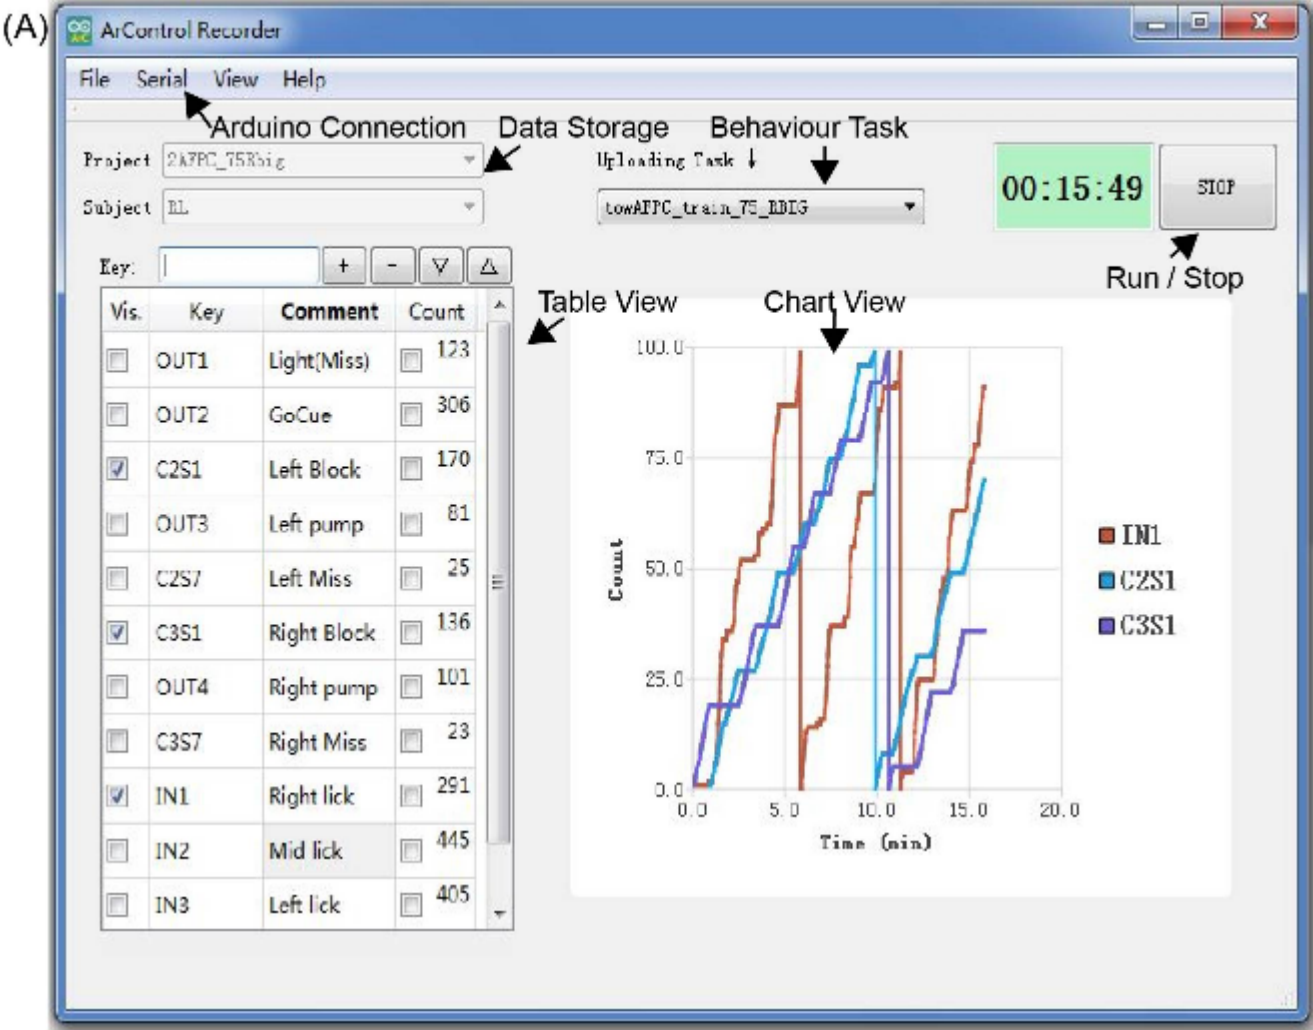 (A)
ArControl Recorder
File Serial View Help
Arduino Connection Data Storage Behaviour Task
Project 2AFPC_75Rbig Uploading Task ↓
00:15:49 STOP
Subject RL towAFPC_train_75_RBIG
Run / Stop
Key: + - ▽ △
Table View Chart View
Vis. Key Comment Count
OUT1 Light(Miss) 123
OUT2 GoCue 306
C2S1 Left Block 170
OUT3 Left pump 81
C2S7 Left Miss 25
C3S1 Right Block 136
OUT4 Right pump 101
C3S7 Right Miss 23
IN1 Right lick 291
IN2 Mid lick 445
IN3 Left lick 405
100.0
75.0
50.0
25.0
0.0
Count
0.0 5.0 10.0 15.0 20.0
Time (min)
IN1
C2S1
C3S1